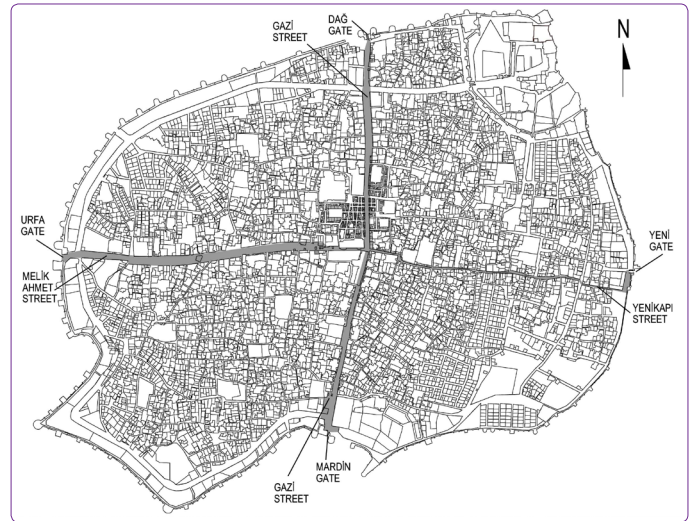 DAĞ
GATE
GAZİ
STREET
N
URFA
GATE
YENİ
GATE
MELİK
AHMET
STREET
YENİKAPI
STREET
MARDİN
GATE
GAZİ
STREET